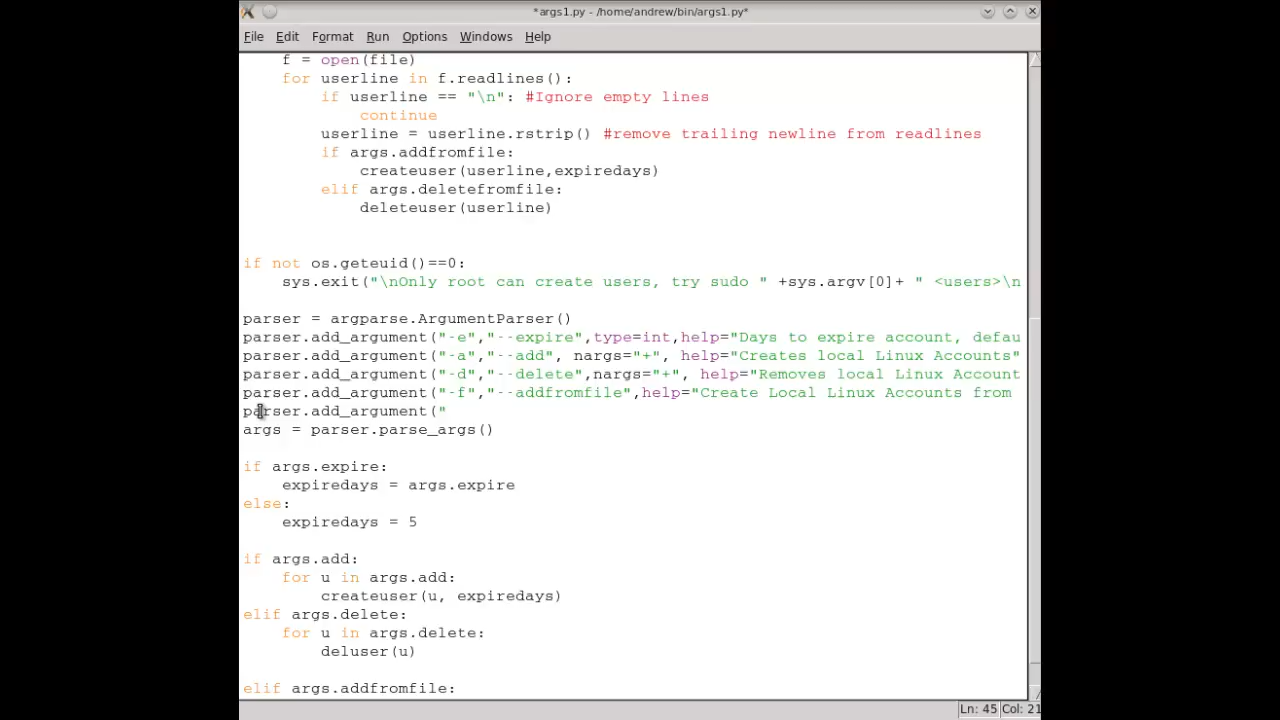 *args1.py - /home/andrew/bin/args1.py*
File Edit Format Run Options Windows Help
    f = open(file)
    for userline in f.readlines():
        if userline == "\n": #Ignore empty lines
            continue
        userline = userline.rstrip() #remove trailing newline from readlines
        if args.addfromfile:
            createuser(userline,expiredays)
        elif args.deletefromfile:
            deleteuser(userline)
if not os.geteuid()==0:
    sys.exit("\nOnly root can create users, try sudo " +sys.argv[0]+ " <users>\n
parser = argparse.ArgumentParser()
parser.add_argument("-e","--expire",type=int,help="Days to expire account, defau
parser.add_argument("-a","--add", nargs="+", help="Creates local Linux Accounts"
parser.add_argument("-d","--delete",nargs="+", help="Removes local Linux Account
parser.add_argument("-f","--addfromfile",help="Create Local Linux Accounts from
parser.add_argument("
args = parser.parse_args()
if args.expire:
    expiredays = args.expire
else:
    expiredays = 5
if args.add:
    for u in args.add:
        createuser(u, expiredays)
elif args.delete:
    for u in args.delete:
        deluser(u)
elif args.addfromfile:
Ln: 45 Col: 21